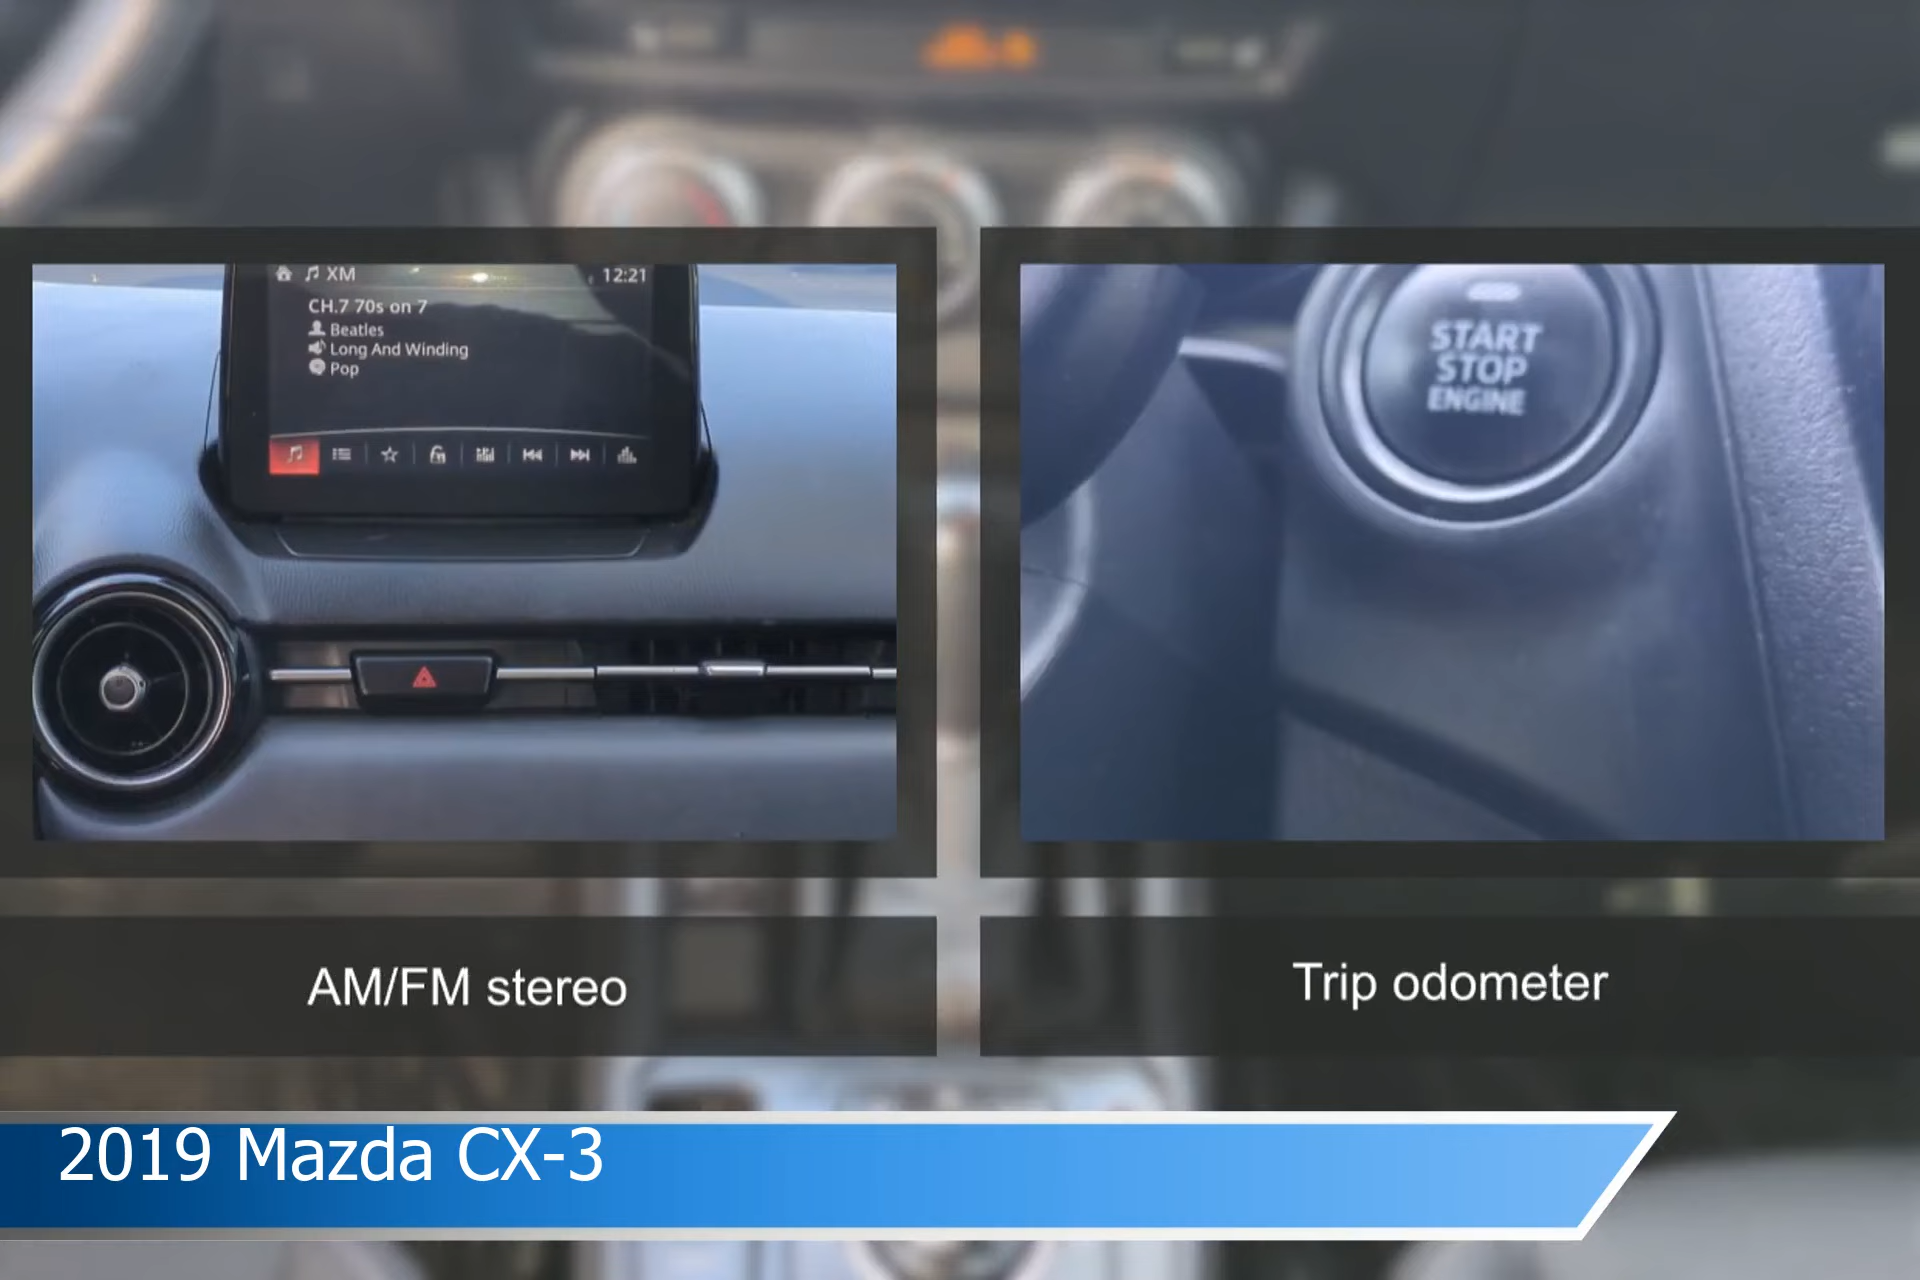 XM 12:21
CH.7 70s on 7
Beatles
Long And Winding
Pop
START
STOP
ENGINE
AM/FM stereo
Trip odometer
2019 Mazda CX-3